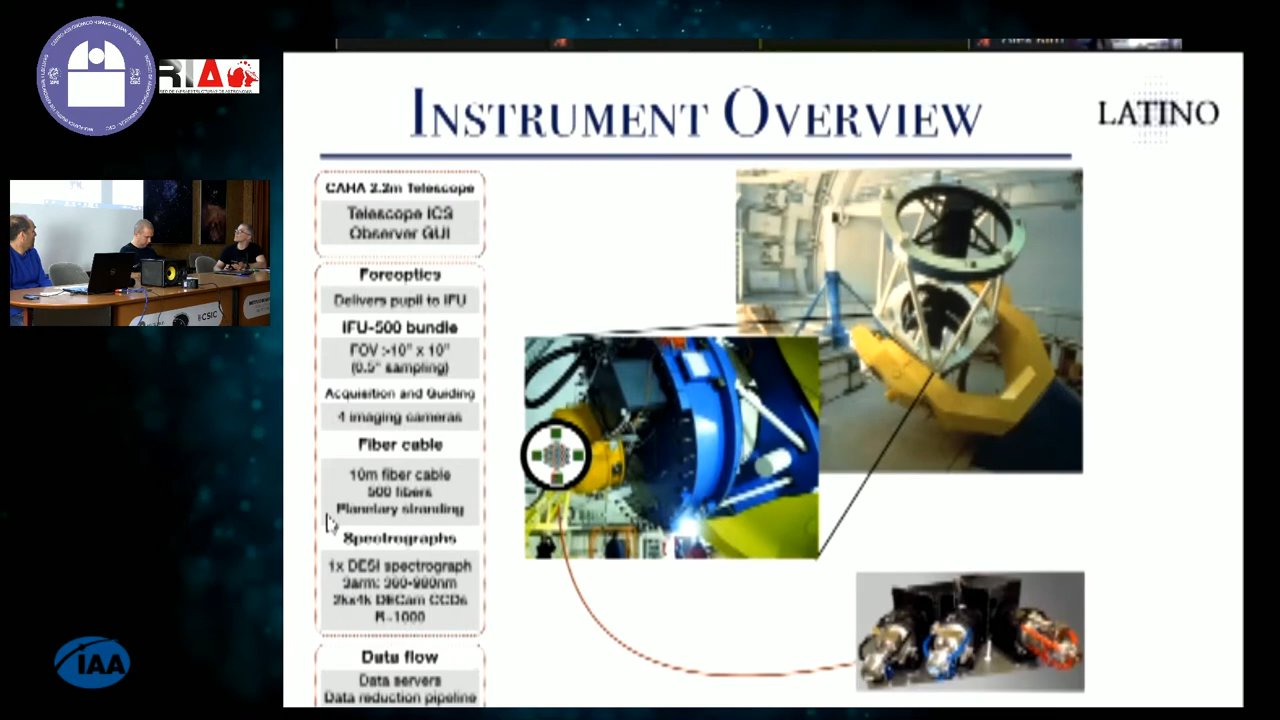 INSTRUMENT OVERVIEW
LATINO
CAHA 2.2m Telescope
Telescope ICS
Observer GUI
Foreoptics
Delivers pupil to IFU
IFU-500 bundle
FOV >10" x 10"
(0.5" sampling)
Acquisition and Guiding
4 imaging cameras
Fiber cable
10m fiber cable
500 fibers
Planetary stranding
Spectrographs
1x DESI spectrograph
3arm: 360-980nm
2kx4k DECam CCDs
R~1000
Data flow
Data servers
Data reduction pipeline
RIA
CSIC
IAA